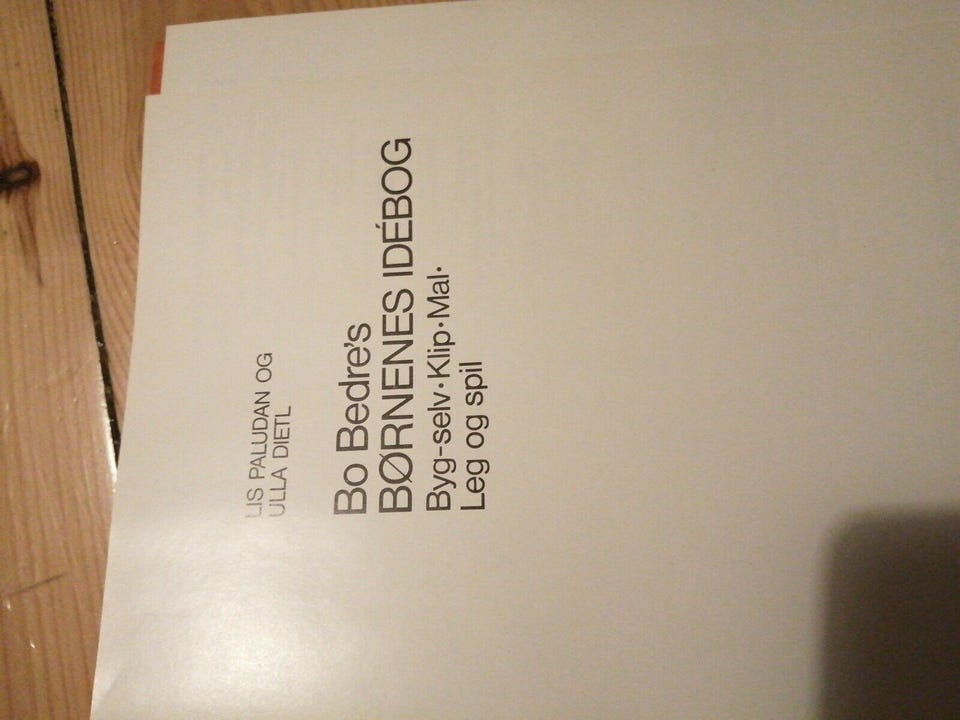 LIS PALUDAN OG
ULLA DIETL
Bo Bedre's
BØRNENES IDÉBOG
Byg-selv·Klip·Mal·
Leg og spil